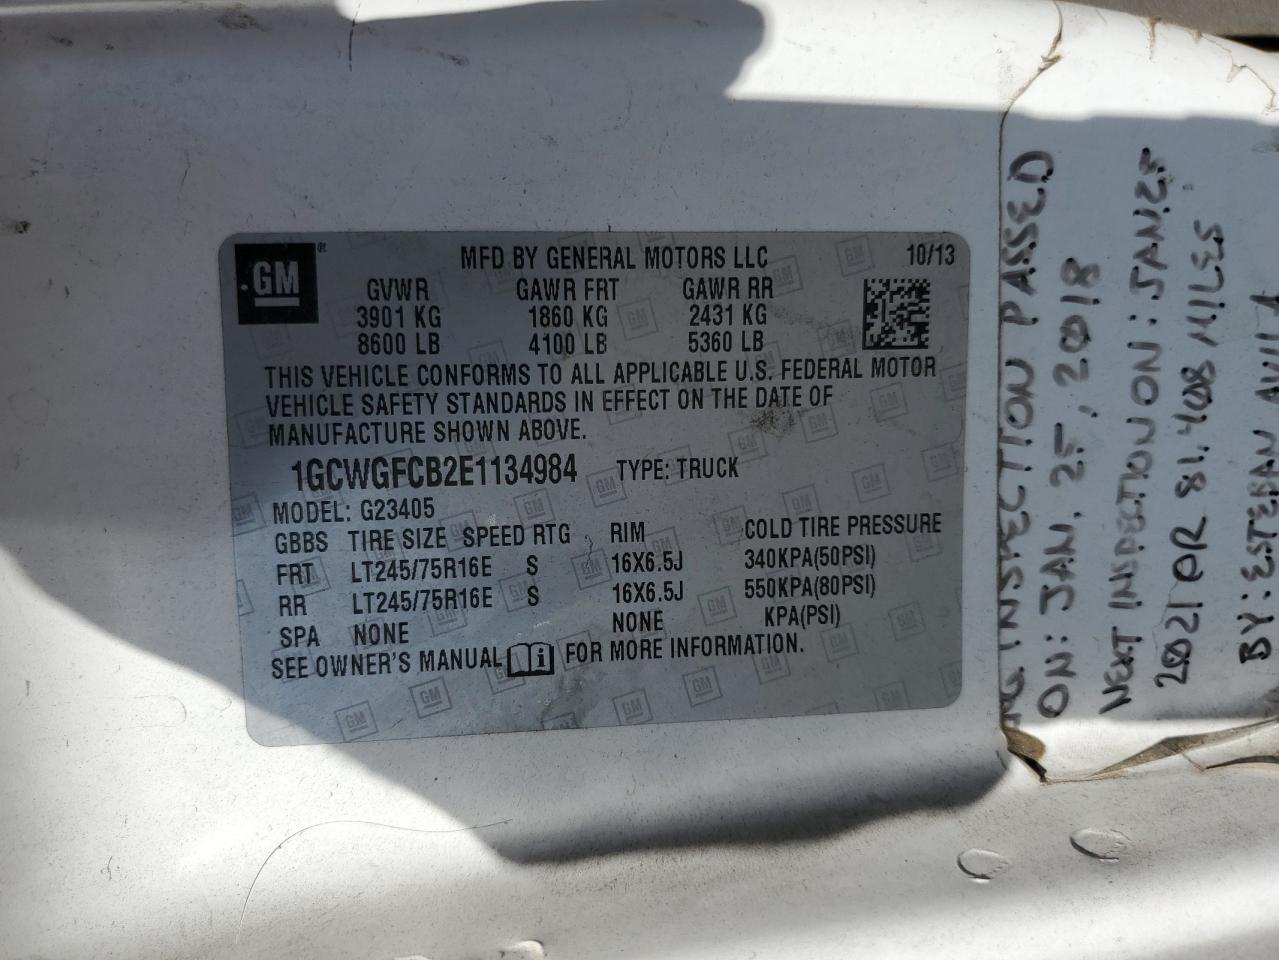 GM ®
MFD BY GENERAL MOTORS LLC 10/13
GVWR GAWR FRT GAWR RR
3901 KG 1860 KG 2431 KG
8600 LB 4100 LB 5360 LB
THIS VEHICLE CONFORMS TO ALL APPLICABLE U.S. FEDERAL MOTOR
VEHICLE SAFETY STANDARDS IN EFFECT ON THE DATE OF
MANUFACTURE SHOWN ABOVE.
1GCWGFCB2E1134984 TYPE: TRUCK
MODEL: G23405
GBBS TIRE SIZE SPEED RTG RIM COLD TIRE PRESSURE
FRT LT245/75R16E S 16X6.5J 340KPA(50PSI)
RR LT245/75R16E S 16X6.5J 550KPA(80PSI)
SPA NONE NONE KPA(PSI)
SEE OWNER'S MANUAL FOR MORE INFORMATION.
INSPECTION PASSED
ON: JAN, 25, 2018
NEXT INSPECTION ON: JAN 25
2021 OR 81,408 MILES
BY: ESTEBAN AVILA